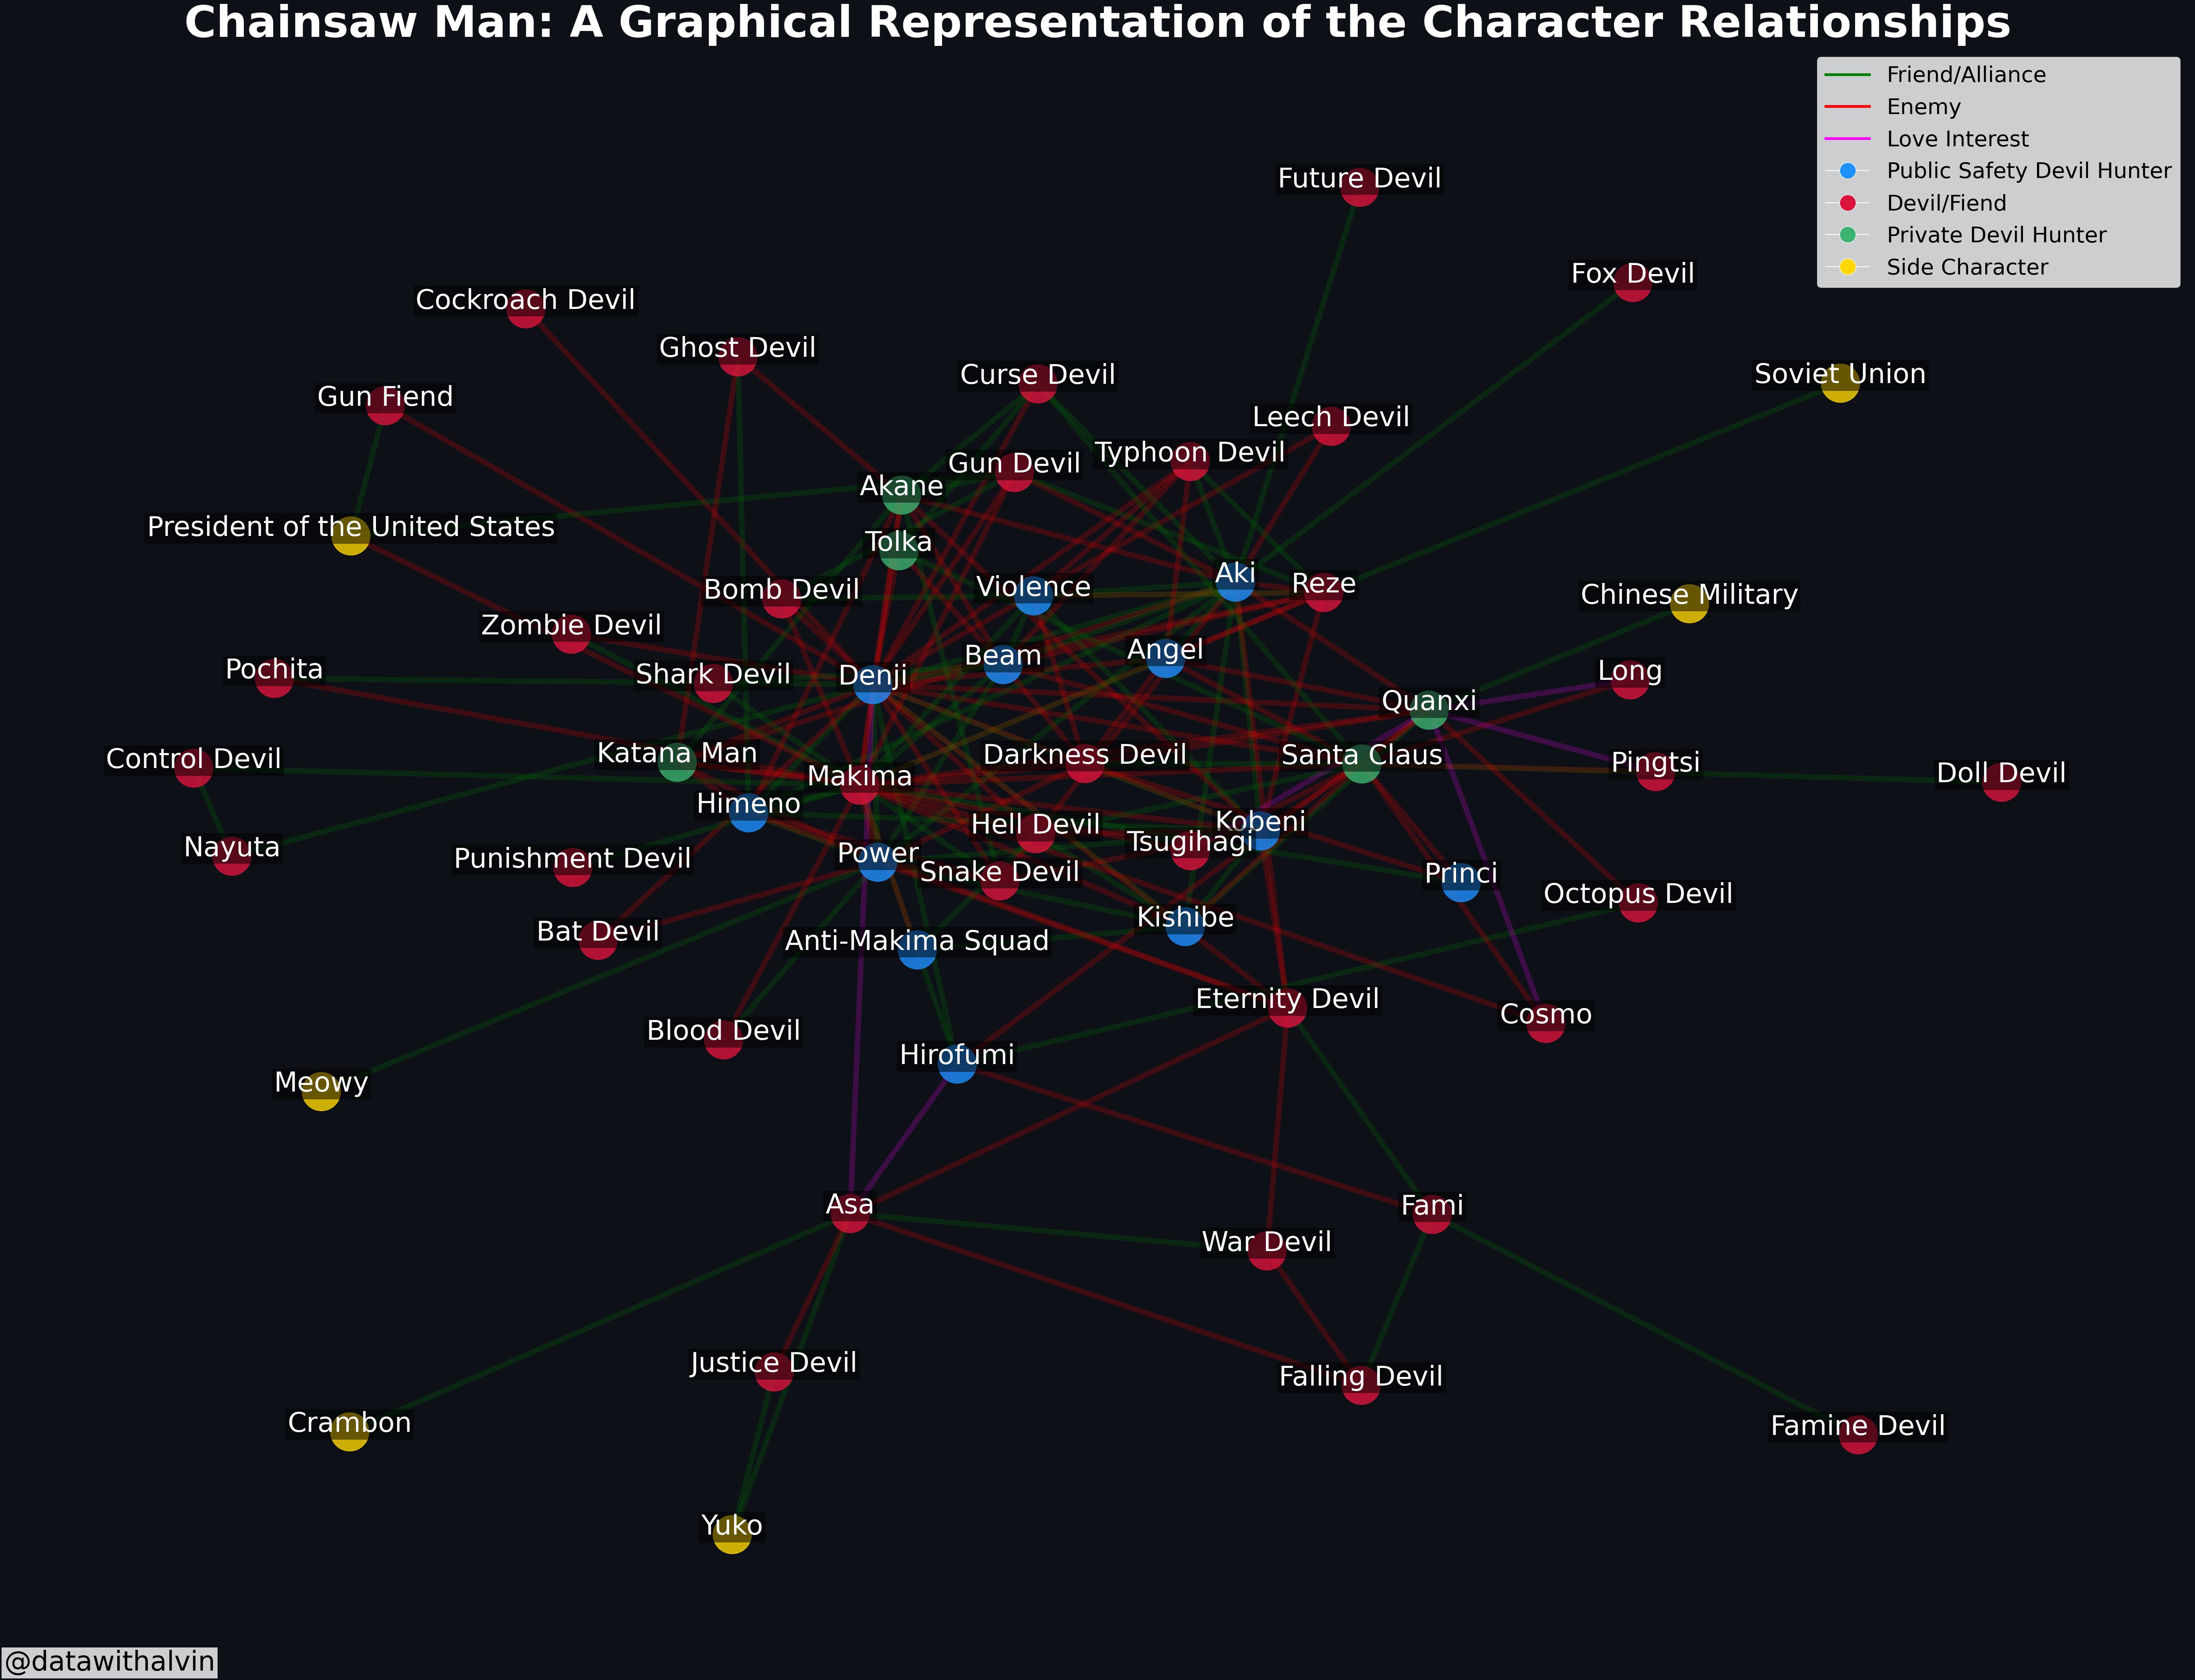 Chainsaw Man: A Graphical Representation of the Character Relationships
Friend/Alliance
Enemy
Love Interest
Public Safety Devil Hunter
Devil/Fiend
Private Devil Hunter
Side Character
Future Devil
Fox Devil
Cockroach Devil
Ghost Devil
Curse Devil
Soviet Union
Gun Fiend
Leech Devil
Typhoon Devil
Gun Devil
Akane
President of the United States
Tolka
Aki
Reze
Bomb Devil
Violence
Chinese Military
Zombie Devil
Angel
Beam
Pochita
Shark Devil
Denji
Long
Quanxi
Katana Man
Darkness Devil
Santa Claus
Control Devil
Makima
Pingtsi
Doll Devil
Himeno
Hell Devil
Kobeni
Tsugihagi
Nayuta
Punishment Devil
Power
Snake Devil
Princi
Octopus Devil
Bat Devil
Anti-Makima Squad
Kishibe
Eternity Devil
Cosmo
Blood Devil
Hirofumi
Meowy
Asa
Fami
War Devil
Justice Devil
Falling Devil
Crambon
Famine Devil
Yuko
@datawithalvin